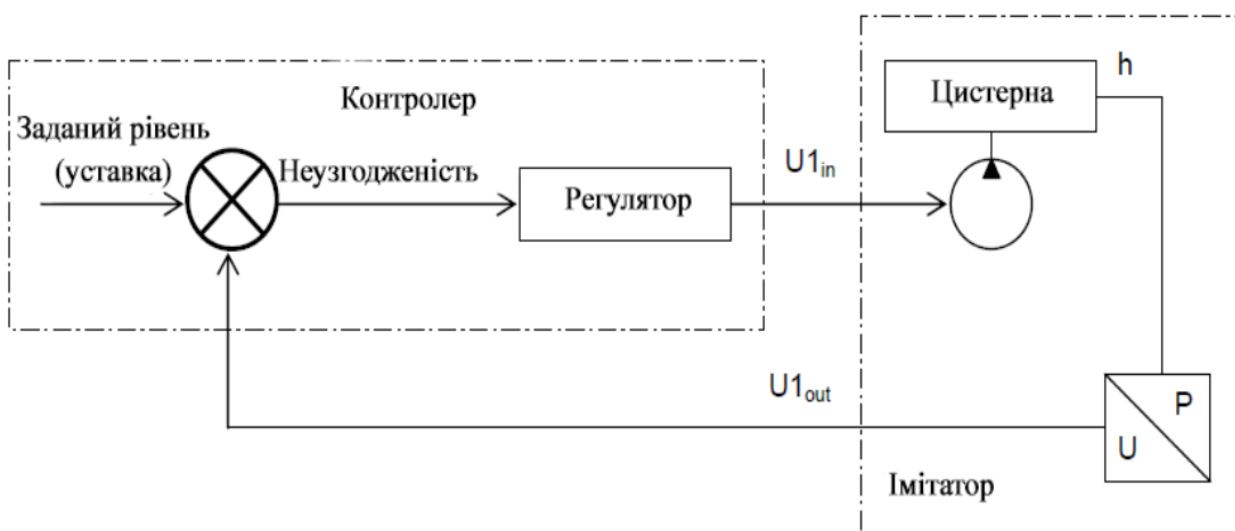 Контролер
Заданий рівень
(уставка)
Неузгодженість
Регулятор
U1in
Цистерна
h
U1out
P
U
Імітатор